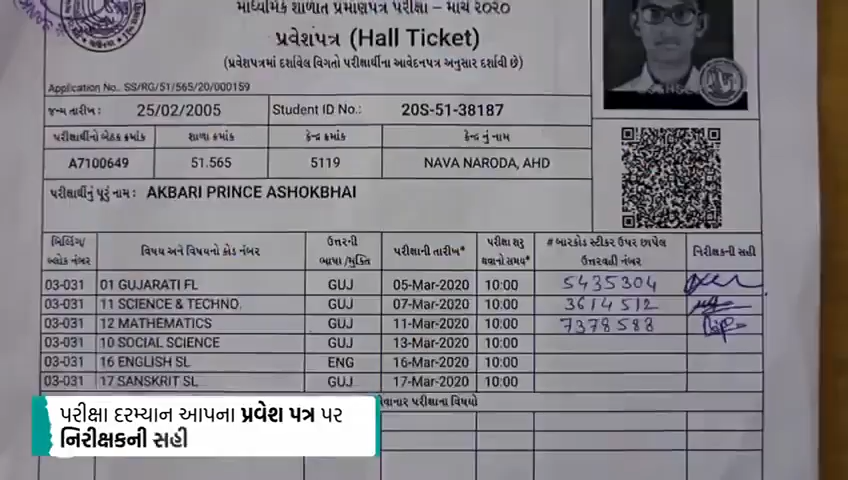 માધ્યમિક શાળાંત પ્રમાણપત્ર પરીક્ષા – માર્ચ ૨૦૨૦
પ્રવેશપત્ર (Hall Ticket)
(પ્રવેશપત્રમાં દર્શાવેલ વિગતો પરીક્ષાર્થીના આવેદનપત્ર અનુસાર દર્શાવી છે)
Application No.. SS/RG/51/565/20/000159
જન્મ તારીખ : 25/02/2005 Student ID No.: 20S-51-38187
પરીક્ષાર્થીનો બેઠક ક્રમાંક શાળા ક્રમાંક કેન્દ્ર ક્રમાંક કેન્દ્ર નું નામ
A7100649 51.565 5119 NAVA NARODA, AHD
પરીક્ષાર્થીનું પૂરું નામ : AKBARI PRINCE ASHOKBHAI
બિલ્ડિંગ/ બ્લોક નંબર વિષય અને વિષયનો કોડ નંબર ઉત્તરની ભાષા /મુક્તિ પરીક્ષાની તારીખ* પરીક્ષા શરુ થવાનો સમય* # બારકોડ સ્ટીકર ઉપર છાપેલ ઉત્તરવહી નંબર નિરીક્ષકની સહી
03-031 01 GUJARATI FL GUJ 05-Mar-2020 10:00 5435304
03-031 11 SCIENCE & TECHNO. GUJ 07-Mar-2020 10:00 3614512
03-031 12 MATHEMATICS GUJ 11-Mar-2020 10:00 7378588
03-031 10 SOCIAL SCIENCE GUJ 13-Mar-2020 10:00
03-031 16 ENGLISH SL ENG 16-Mar-2020 10:00
03-031 17 SANSKRIT SL GUJ 17-Mar-2020 10:00
પરીક્ષાના વિષયો
પરીક્ષા દરમ્યાન આપના પ્રવેશ પત્ર પર
નિરીક્ષકની સહી